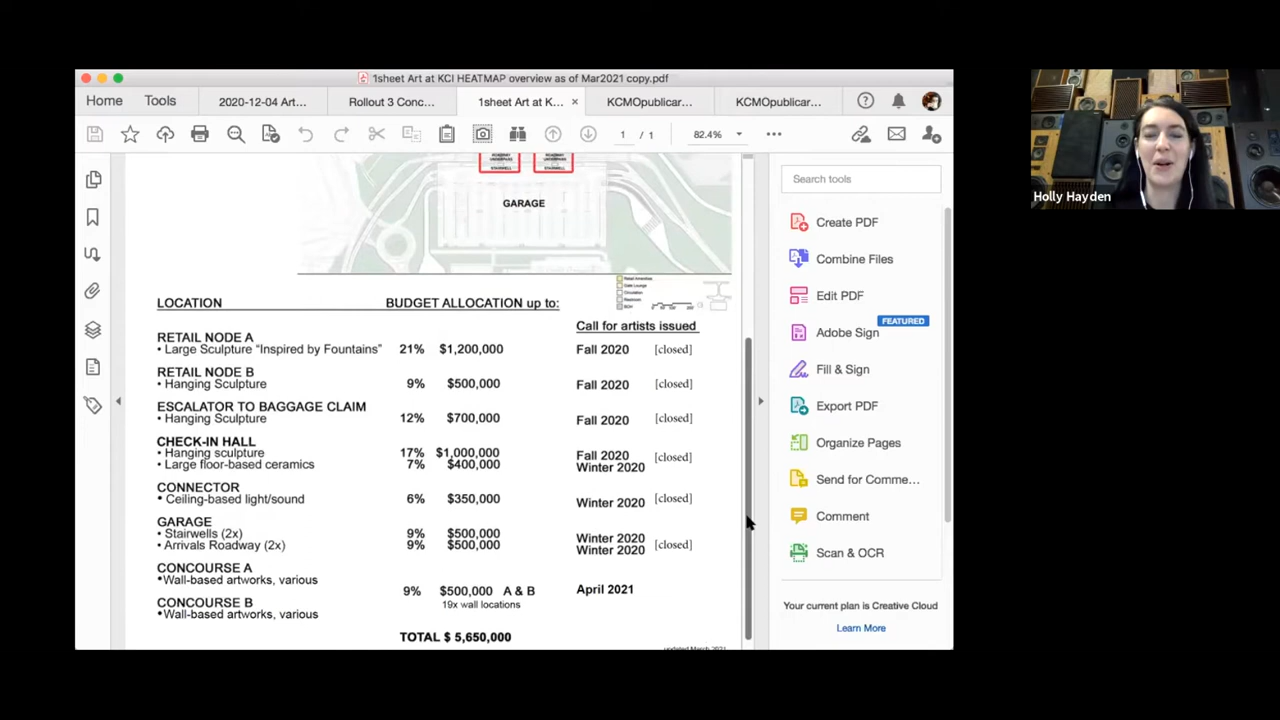 1sheet Art at KCI HEATMAP overview as of Mar2021 copy.pdf
Home Tools 2020-12-04 Art... Rollout 3 Conc... 1sheet Art at K... × KCMOpublicar... KCMOpublicar...
1 / 1 82.4%
STAIRWELL STAIRWELL
GARAGE
Search tools
Create PDF
Combine Files
Edit PDF
FEATURED
Adobe Sign
Fill & Sign
Export PDF
Organize Pages
Send for Comme...
Comment
Scan & OCR
Your current plan is Creative Cloud
Learn More
LOCATION BUDGET ALLOCATION up to:
Call for artists issued
RETAIL NODE A
• Large Sculpture “Inspired by Fountains” 21% $1,200,000 Fall 2020 [closed]
RETAIL NODE B
• Hanging Sculpture 9% $500,000 Fall 2020 [closed]
ESCALATOR TO BAGGAGE CLAIM
• Hanging Sculpture 12% $700,000 Fall 2020 [closed]
CHECK-IN HALL
• Hanging sculpture 17% $1,000,000 Fall 2020 [closed]
• Large floor-based ceramics 7% $400,000 Winter 2020
CONNECTOR
• Ceiling-based light/sound 6% $350,000 Winter 2020 [closed]
GARAGE
• Stairwells (2x) 9% $500,000 Winter 2020
• Arrivals Roadway (2x) 9% $500,000 Winter 2020 [closed]
CONCOURSE A
• Wall-based artworks, various
9% $500,000 A & B April 2021
19x wall locations
CONCOURSE B
• Wall-based artworks, various
TOTAL $ 5,650,000
updated March 2021
Holly Hayden